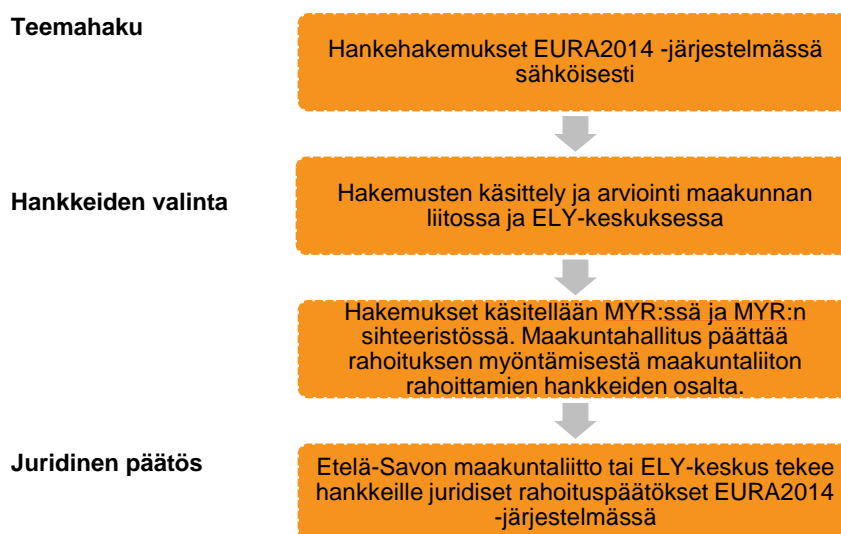 Teemahaku
Hankehakemukset EURA2014 -järjestelmässä
sähköisesti
Hankkeiden valinta
Hakemusten käsittely ja arviointi maakunnan
liitossa ja ELY-keskuksessa
Hakemukset käsitellään MYR:ssä ja MYR:n
sihteeristössä. Maakuntahallitus päättää
rahoituksen myöntämisestä maakuntaliiton
rahoittamien hankkeiden osalta.
Juridinen päätös
Etelä-Savon maakuntaliitto tai ELY-keskus tekee
hankkeille juridiset rahoituspäätökset EURA2014
-järjestelmässä